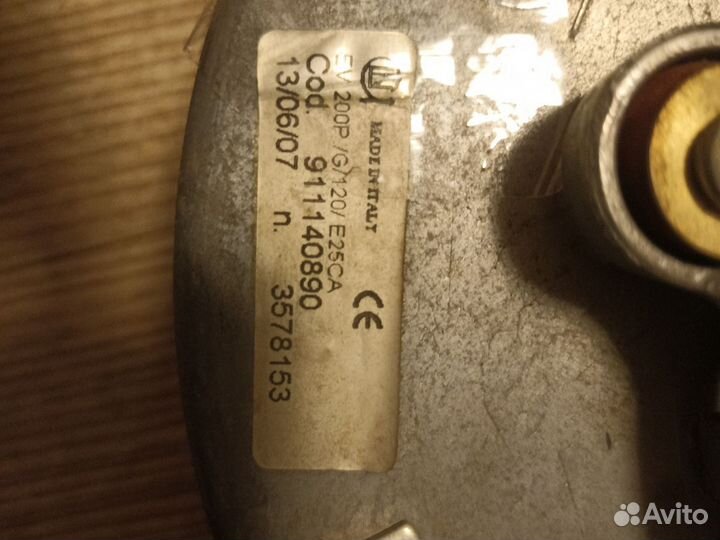 MADE IN ITALY
EV 200P /G/120/ E25CA
Cod. 911140890
13/06/07 n. 3578153
CE
Avito